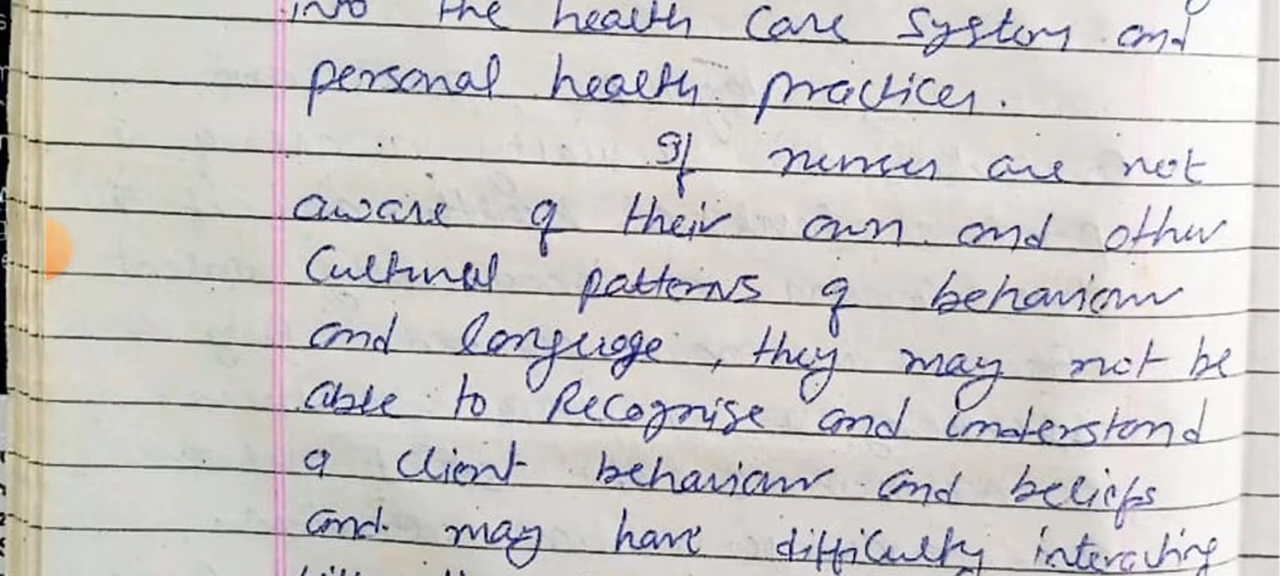 into the health Care System and
personal health practices.
If nurses are not
aware of their own and other
Cultural patterns of behaviour
and language, they may not be
able to Recognise and understand
a client behaviour and beliefs
and may have difficulty interacting